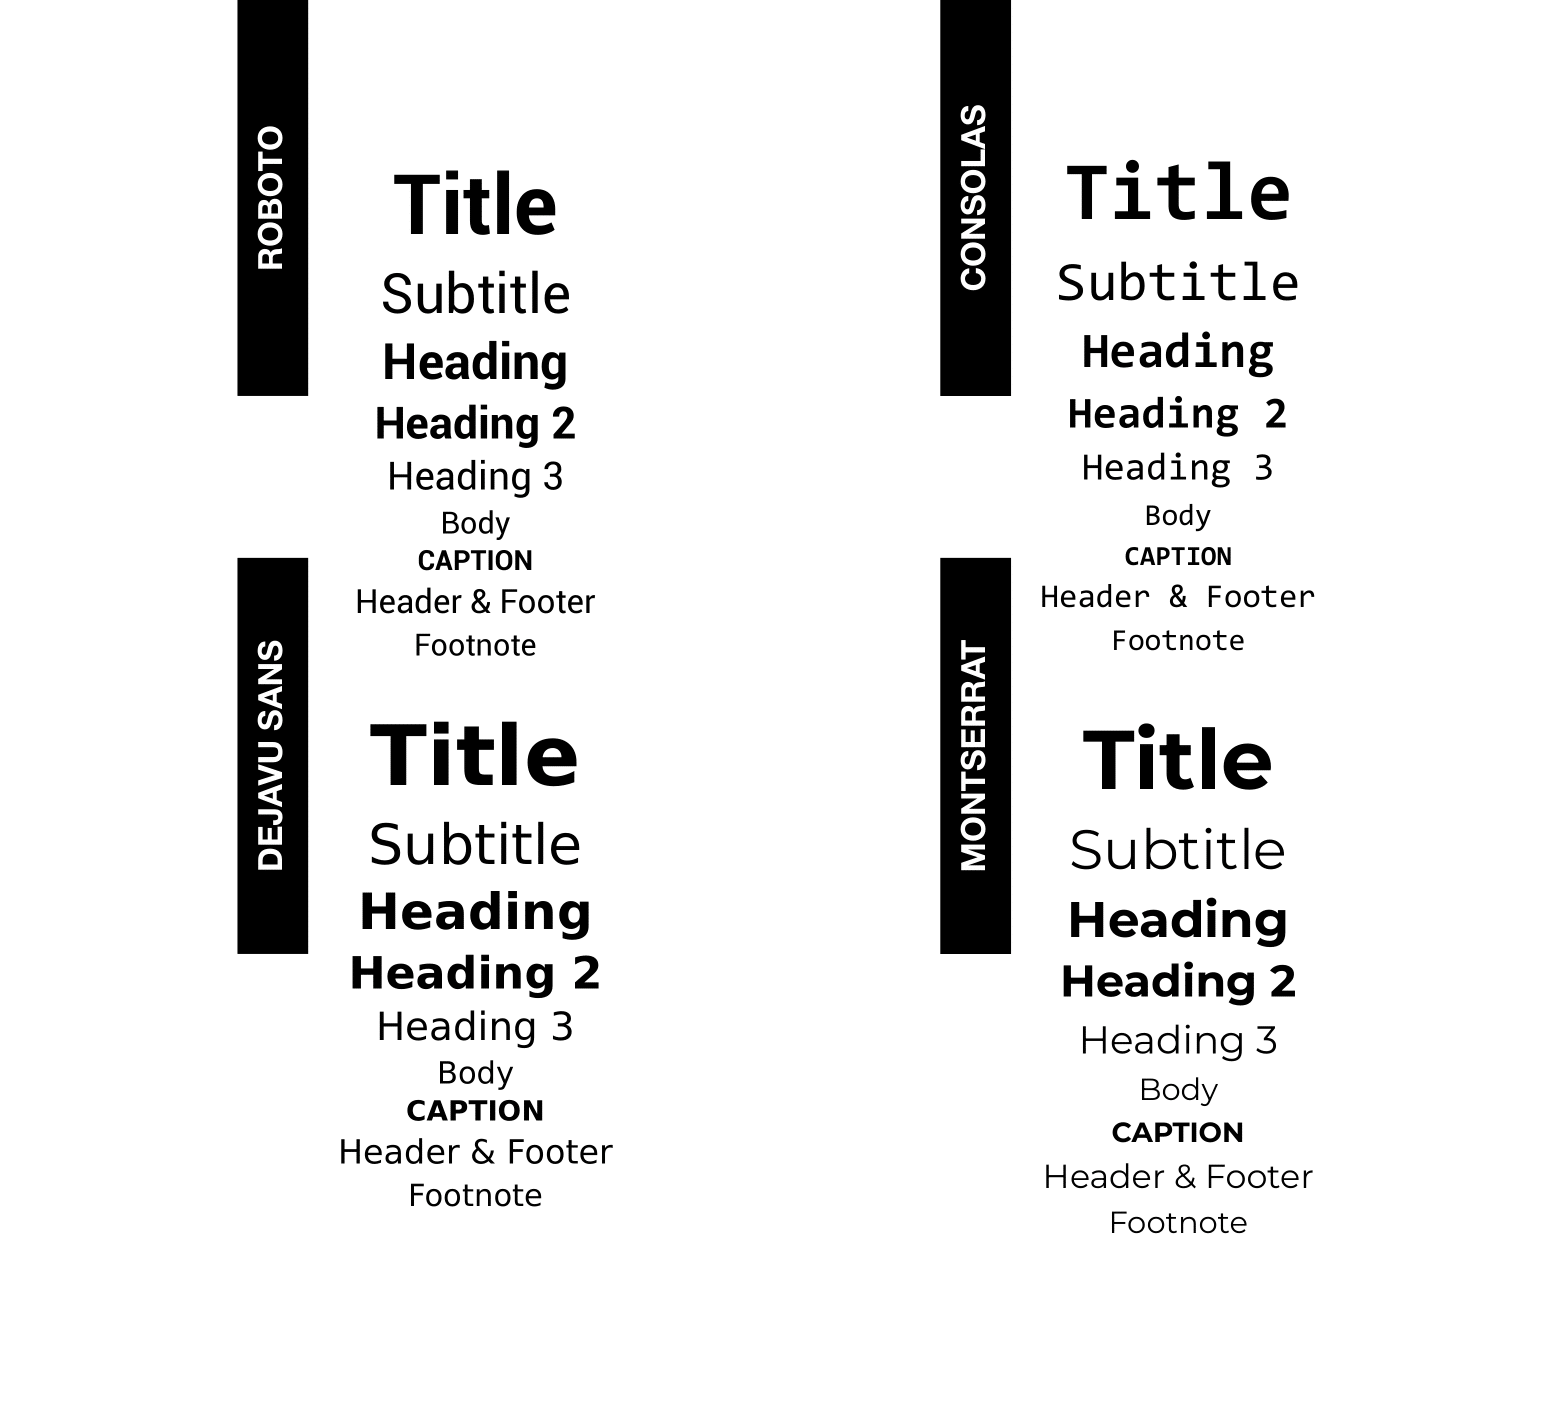 ROBOTO
Title
Subtitle
Heading
Heading 2
Heading 3
Body
CAPTION
Header & Footer
Footnote
CONSOLAS
Title
Subtitle
Heading
Heading 2
Heading 3
Body
CAPTION
Header & Footer
Footnote
DEJAVU SANS
Title
Subtitle
Heading
Heading 2
Heading 3
Body
CAPTION
Header & Footer
Footnote
MONTSERRAT
Title
Subtitle
Heading
Heading 2
Heading 3
Body
CAPTION
Header & Footer
Footnote